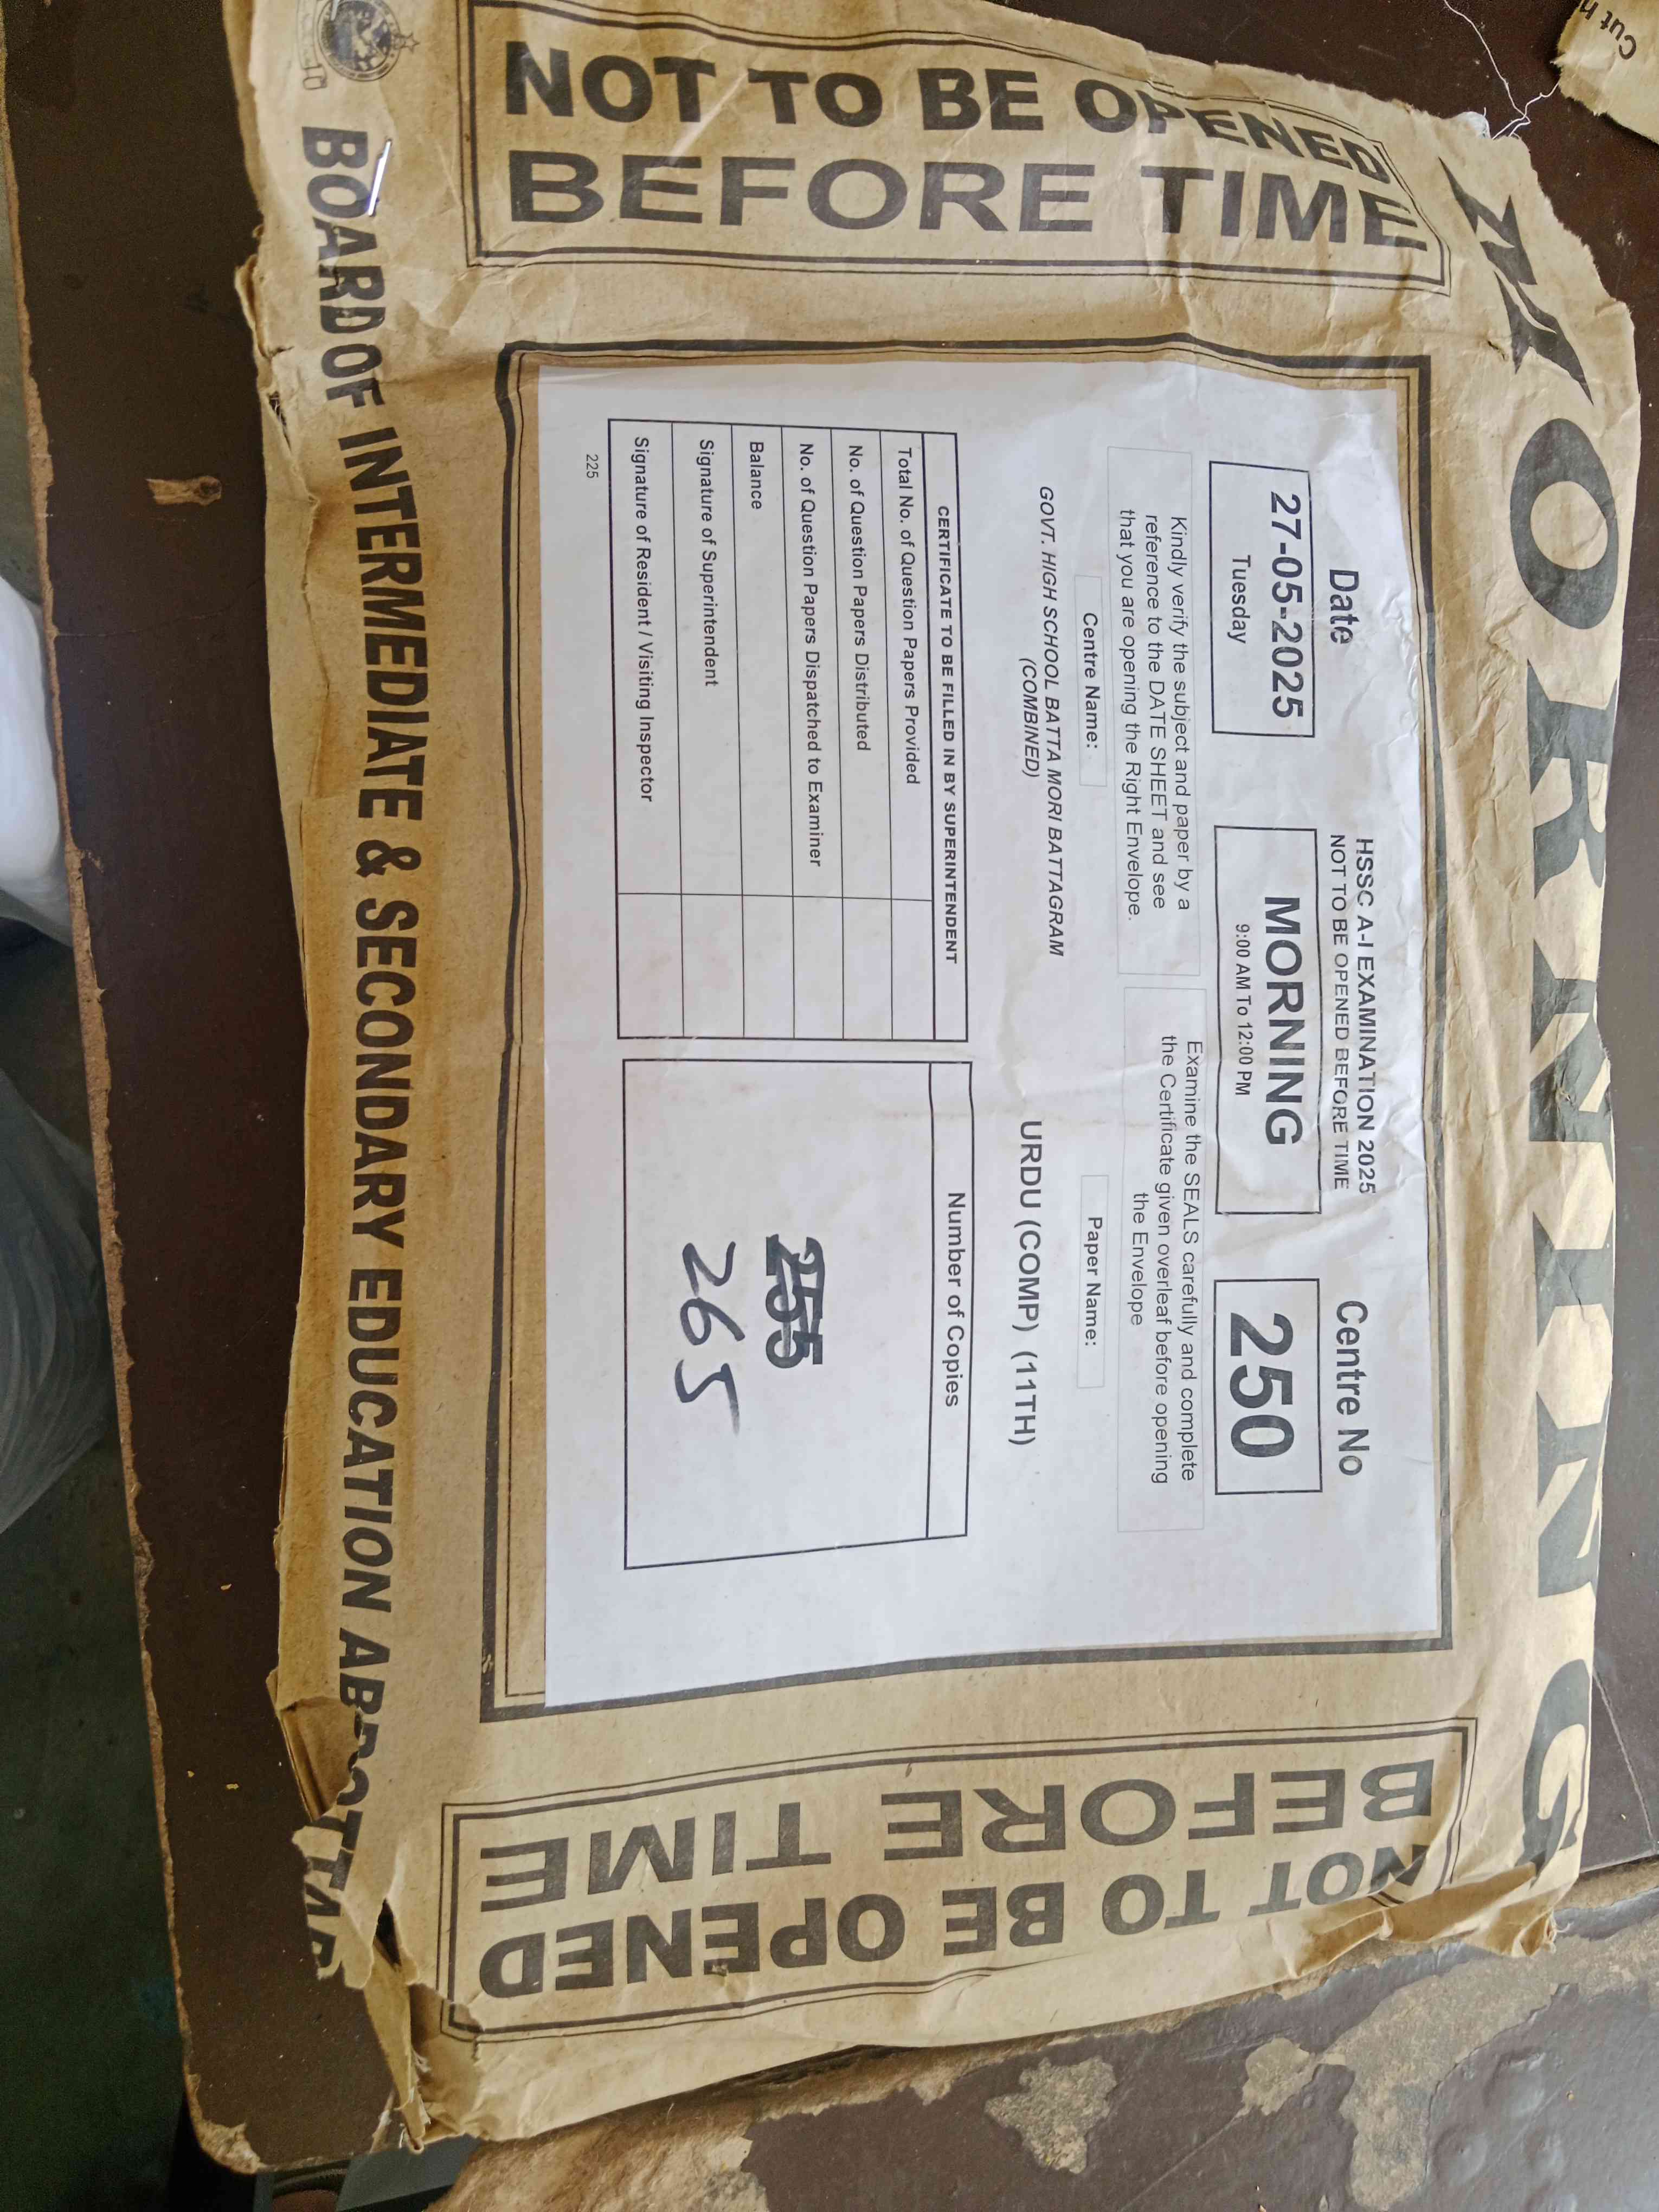 MORNING
NOT TO BE OPENED
BEFORE TIME
HSSC A-I EXAMINATION 2025
NOT TO BE OPENED BEFORE TIME
Date
27-05-2025
Tuesday
MORNING
9:00 AM To 12:00 PM
Centre No
250
Kindly verify the subject and paper by a
reference to the DATE SHEET and see
that you are opening the Right Envelope.
Examine the SEALS carefully and complete
the Certificate given overleaf before opening
the Envelope
Centre Name:
GOVT. HIGH SCHOOL BATTA MORI BATTAGRAM
(COMBINED)
Paper Name:
URDU (COMP) (11TH)
CERTIFICATE TO BE FILLED IN BY SUPERINTENDENT
Total No. of Question Papers Provided
No. of Question Papers Distributed
No. of Question Papers Dispatched to Examiner
Balance
Signature of Superintendent
Signature of Resident / Visiting Inspector
Number of Copies
255
265
225
NOT TO BE OPENED
BEFORE TIME
BOARD OF INTERMEDIATE & SECONDARY EDUCATION
Cut